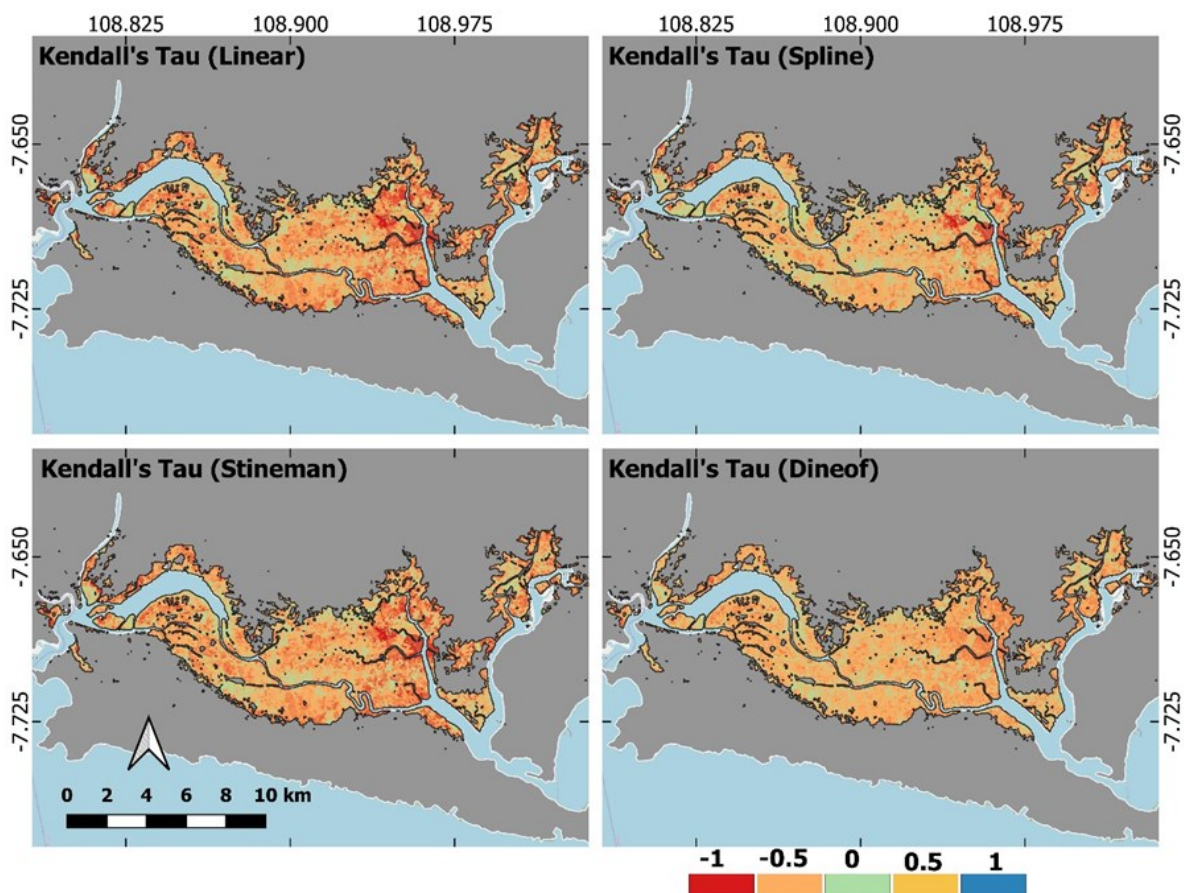 108.825 108.900 108.975 108.825 108.900 108.975
Kendall's Tau (Linear) Kendall's Tau (Spline)
-7.650 -7.650
-7.725 -7.725
Kendall's Tau (Stineman) Kendall's Tau (Dineof)
-7.650 -7.650
-7.725 -7.725
0 2 4 6 8 10 km
-1 -0.5 0 0.5 1